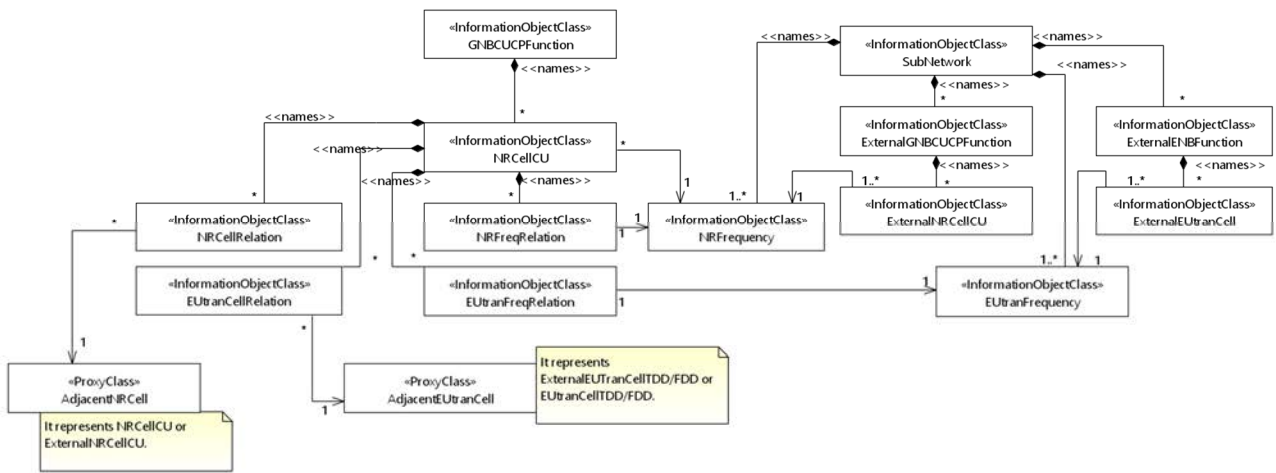 «InformationObjectClass»
GNBCUCPFunction
<<names>>
*
«InformationObjectClass»
SubNetwork
<<names>>
<<names>>
<<names>>
<<names>>
*
*
«InformationObjectClass»
NRCellCU
<<names>>
<<names>>
<<names>>
<<names>>
*
1
«InformationObjectClass»
ExternalGNBCUCPFunction
<<names>>
*
«InformationObjectClass»
ExternalENBFunction
<<names>>
*
*
*
1..*
1..*
1
1..*
«InformationObjectClass»
NRCellRelation
*
1
«InformationObjectClass»
NRFreqRelation
1
1
«InformationObjectClass»
NRFrequency
«InformationObjectClass»
ExternalNRCellCU
«InformationObjectClass»
ExternalEUtranCell
*
*
1..*
1
«InformationObjectClass»
EUtranCellRelation
*
1
«InformationObjectClass»
EUtranFreqRelation
1
1
«InformationObjectClass»
EUtranFrequency
«ProxyClass»
AdjacentNRCell
It represents NRCellCU or
ExternalNRCellCU.
«ProxyClass»
AdjacentEUtranCell
It represents
ExternalEUTranCellTDD/FDD or
EUtranCellTDD/FDD.